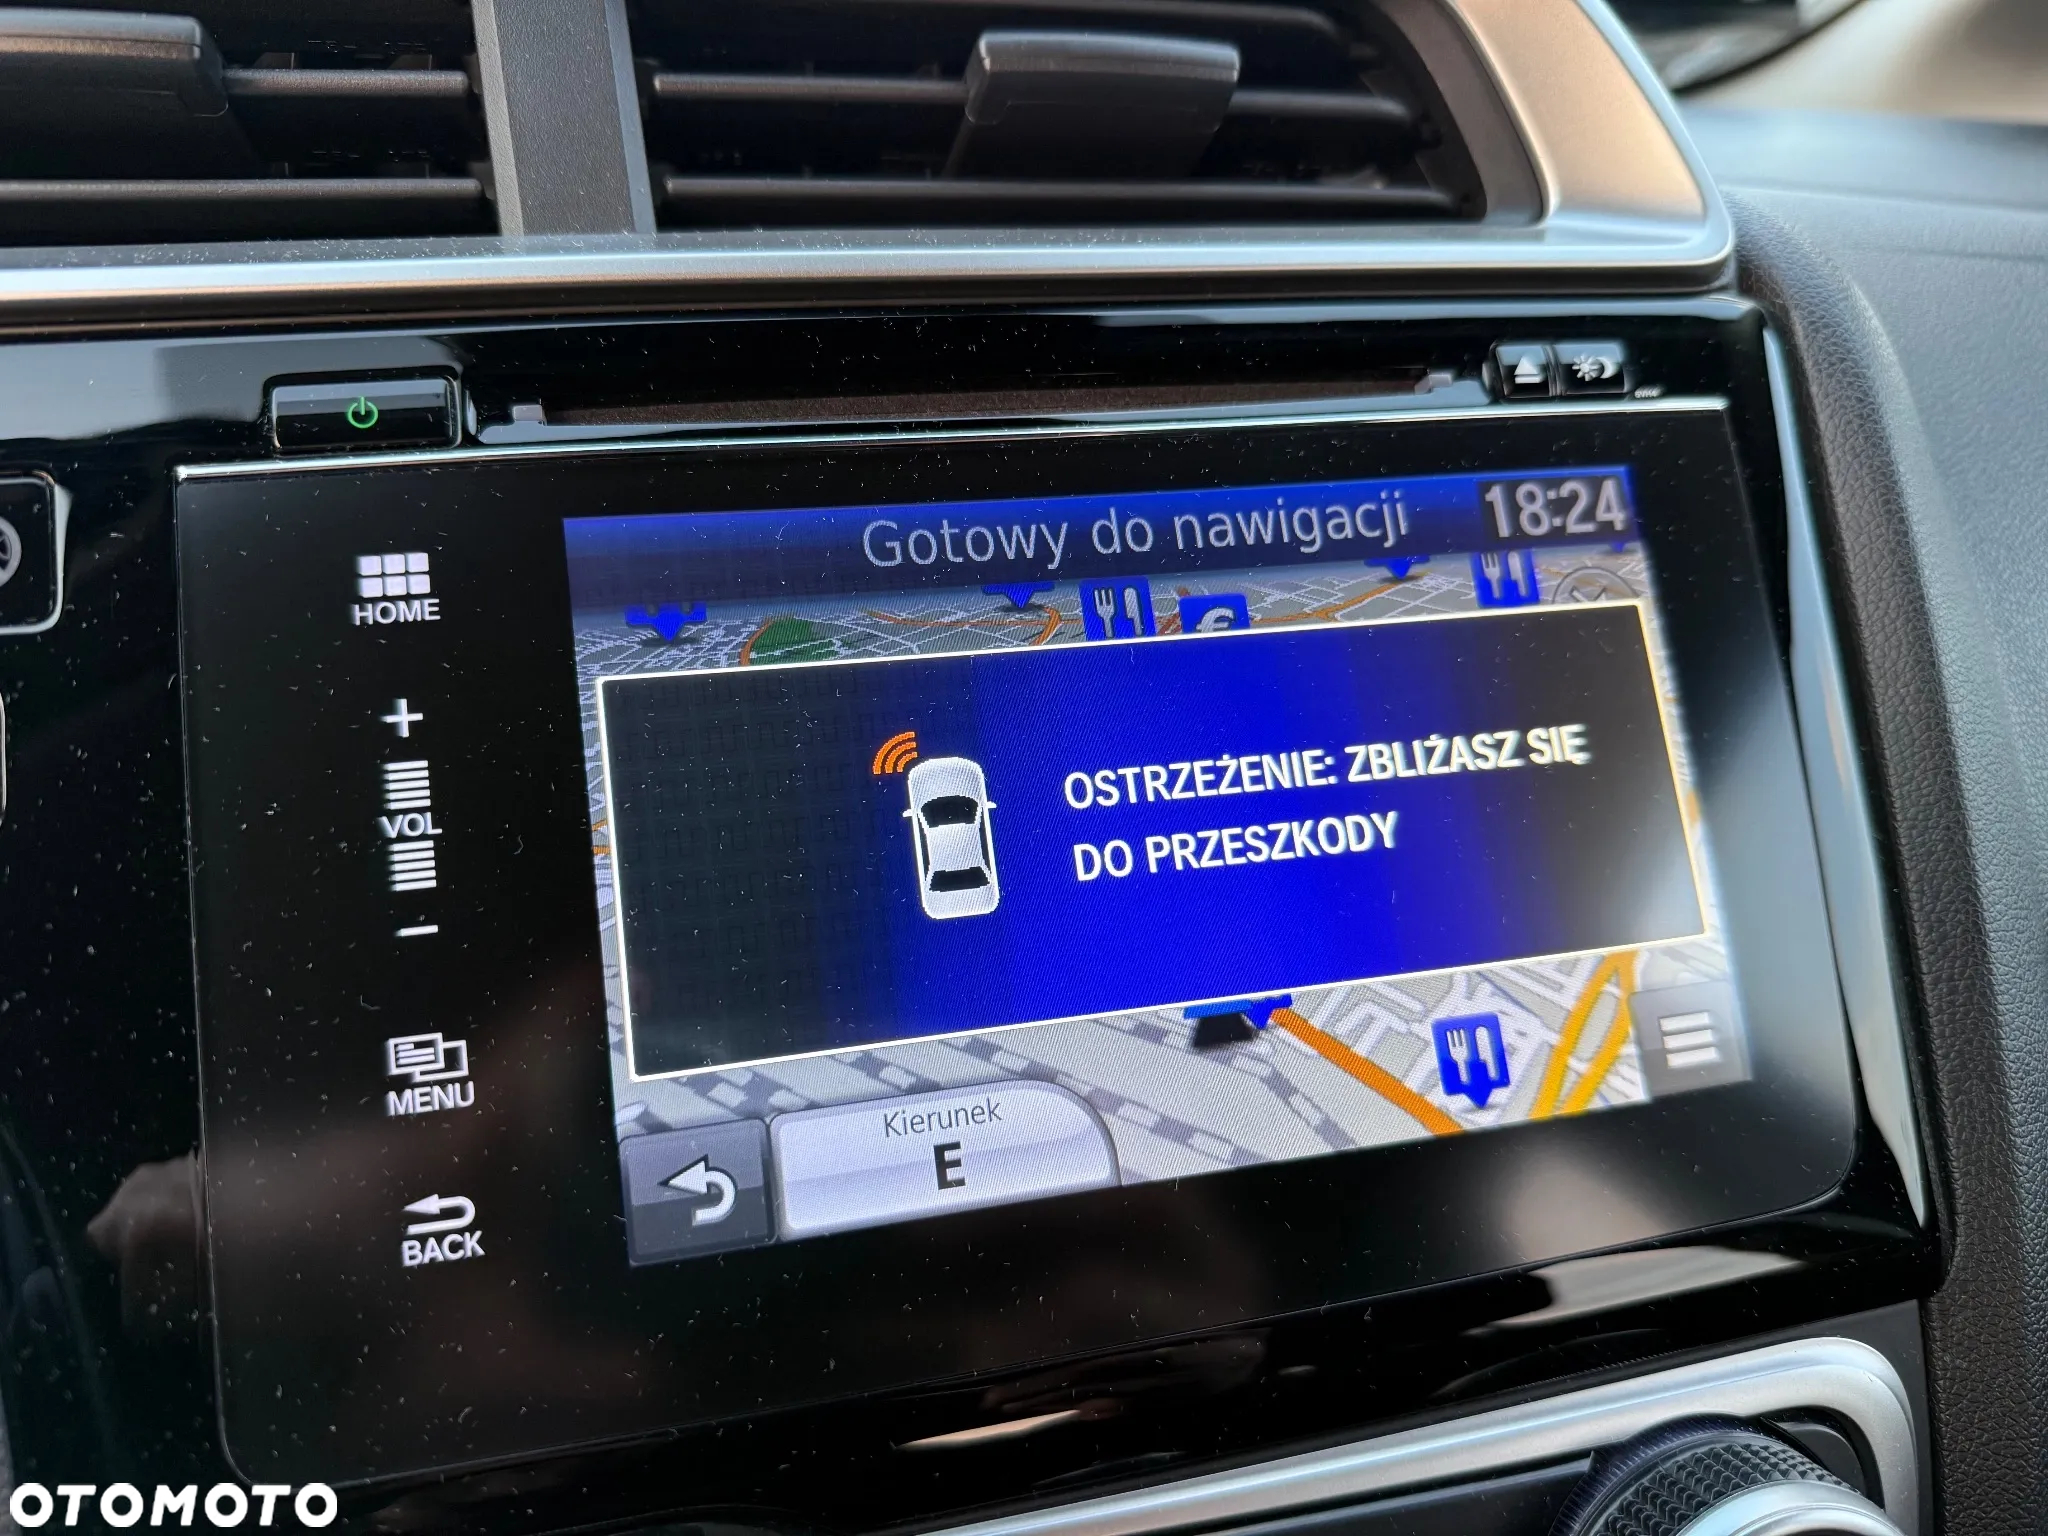 Gotowy do nawigacji
18:24
HOME
VOL
OSTRZEŻENIE: ZBLIŻASZ SIĘ
DO PRZESZKODY
MENU
Kierunek
E
BACK
OTOMOTO